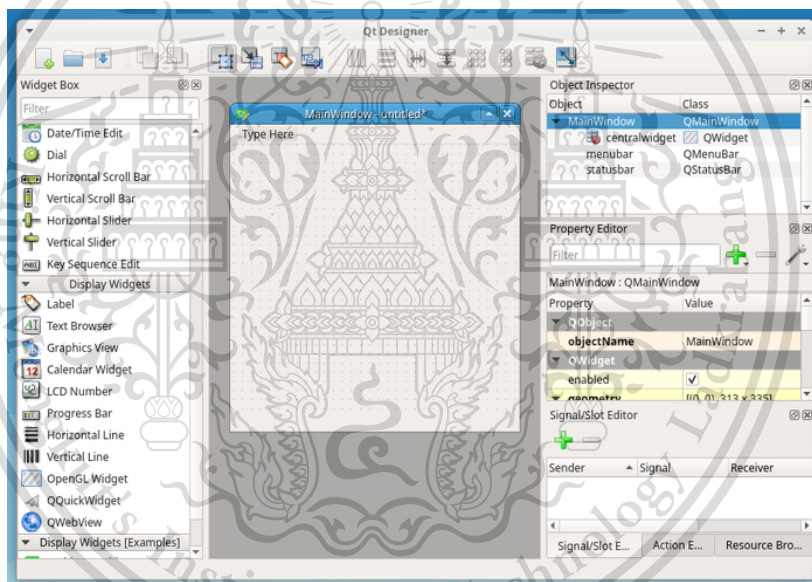 Qt Designer
Widget Box
Filter
Date/Time Edit
Dial
Horizontal Scroll Bar
Vertical Scroll Bar
Horizontal Slider
Vertical Slider
Key Sequence Edit
Display Widgets
Label
Text Browser
Graphics View
Calendar Widget
LCD Number
Progress Bar
Horizontal Line
Vertical Line
OpenGL Widget
QQuickWidget
QWebView
Display Widgets [Examples]
MainWindow - untitled*
Type Here
Object Inspector
Object Class
MainWindow QMainWindow
centralwidget QWidget
menubar QMenuBar
statusbar QStatusBar
Property Editor
Filter
MainWindow : QMainWindow
Property Value
QObject
objectName MainWindow
QWidget
enabled
geometry [(0, 0), 313 x 335]
Signal/Slot Editor
Sender Signal Receiver
Signal/Slot E... Action E... Resource Bro...